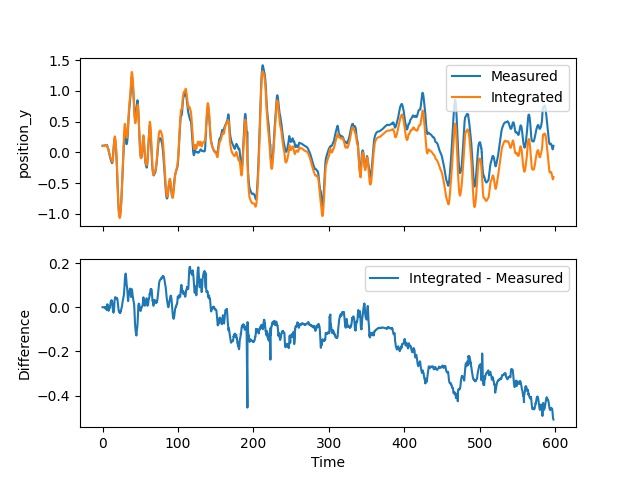 1.5
1.0
0.5
0.0
−0.5
−1.0
position_y
Measured
Integrated
0.2
0.0
−0.2
−0.4
Difference
Integrated - Measured
0 100 200 300 400 500 600
Time